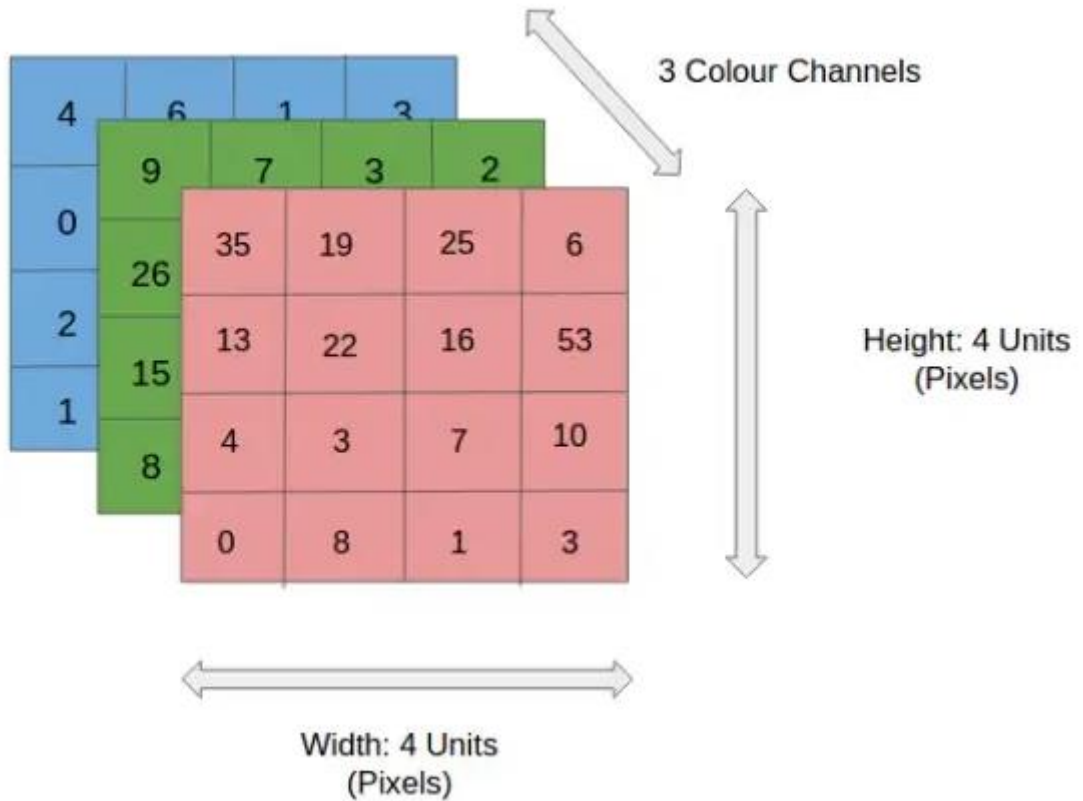 3 Colour Channels
4 6 1 3
9 7 3 2
0
35 19 25 6
26
13 22 16 53
2
15
4 3 7 10
1
8
0 8 1 3
Height: 4 Units
(Pixels)
Width: 4 Units
(Pixels)